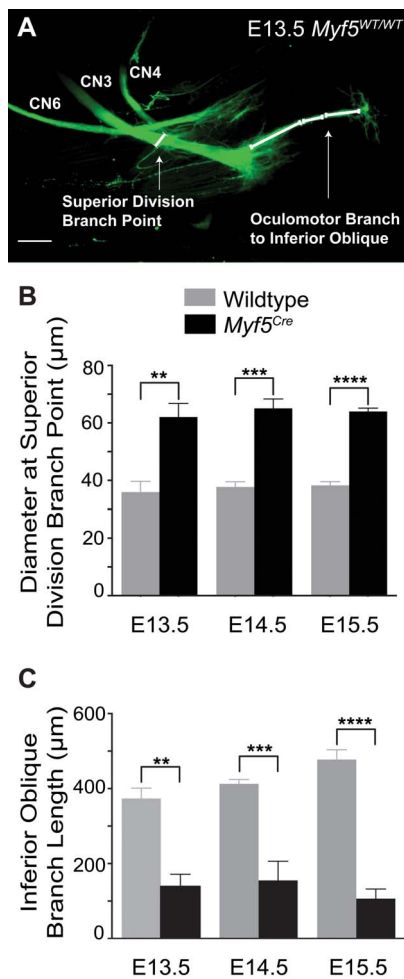 A
E13.5 Myf5WT/WT
CN4
CN3
CN6
Superior Division
Branch Point
Oculomotor Branch
to Inferior Oblique
B
Wildtype
Myf5Cre
Diameter at Superior
Division Branch Point (µm)
80
60
40
20
0
**
***
****
E13.5
E14.5
E15.5
C
Inferior Oblique
Branch Length (µm)
600
400
200
0
**
***
****
E13.5
E14.5
E15.5